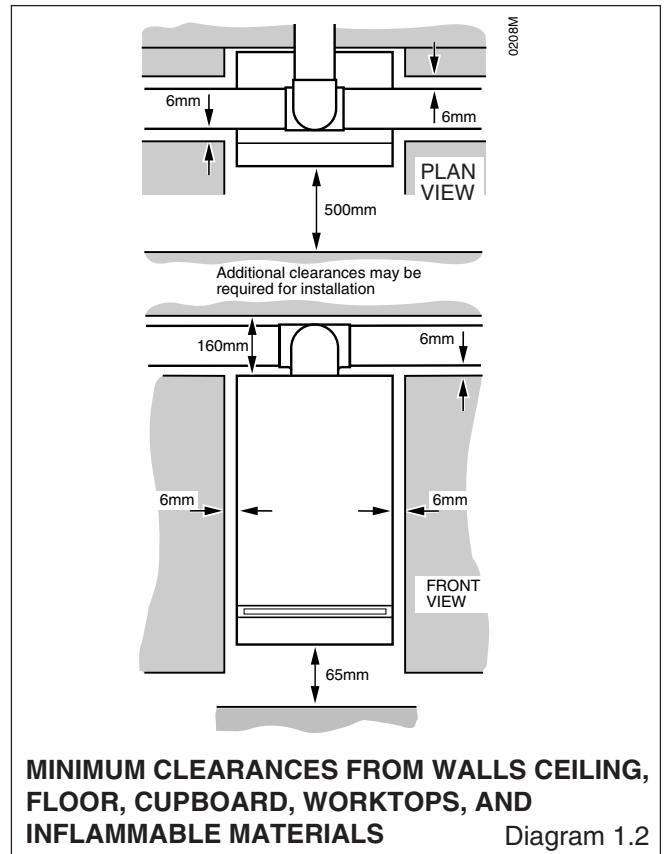 0208M
6mm
6mm
PLAN
VIEW
500mm
Additional clearances may be
required for installation
160mm
6mm
6mm
6mm
FRONT
VIEW
65mm
MINIMUM CLEARANCES FROM WALLS CEILING,
FLOOR, CUPBOARD, WORKTOPS, AND
INFLAMMABLE MATERIALS Diagram 1.2